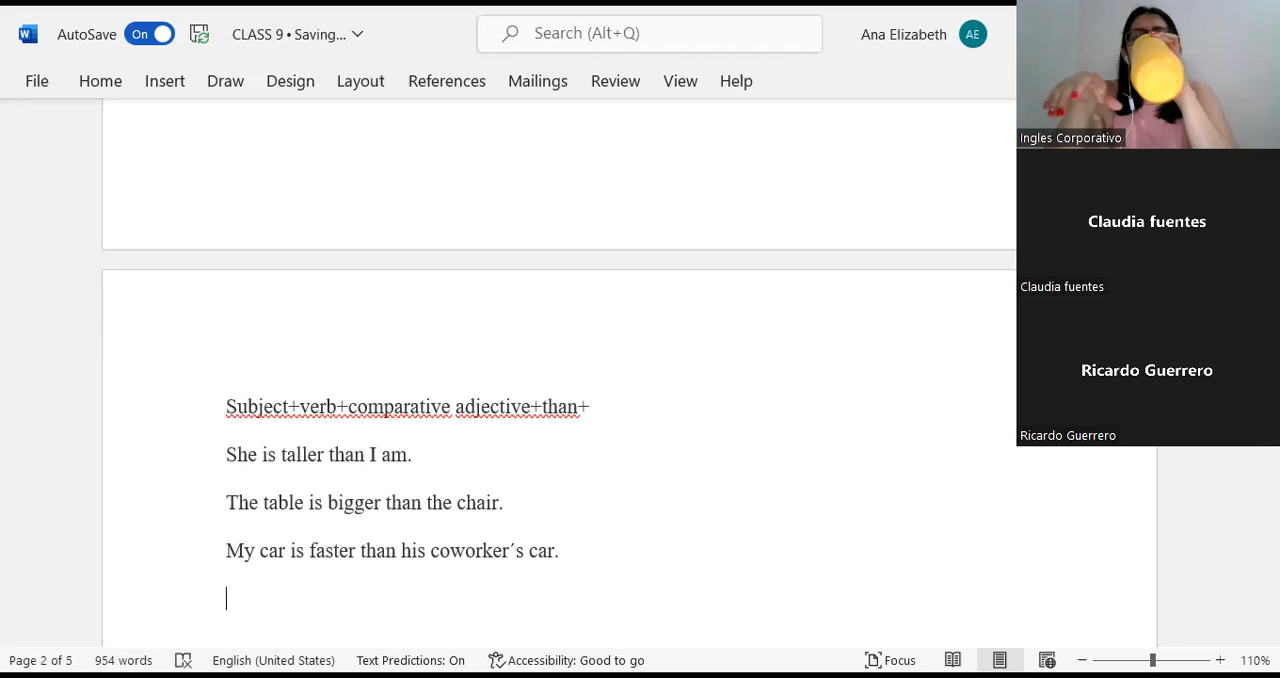 AutoSave On CLASS 9 • Saving... Search (Alt+Q) Ana Elizabeth AE
File Home Insert Draw Design Layout References Mailings Review View Help
Ingles Corporativo
Claudia fuentes
Claudia fuentes
Ricardo Guerrero
Ricardo Guerrero
Subject+verb+comparative adjective+than+
She is taller than I am.
The table is bigger than the chair.
My car is faster than his coworker´s car.
Page 2 of 5 954 words English (United States) Text Predictions: On Accessibility: Good to go Focus 110%